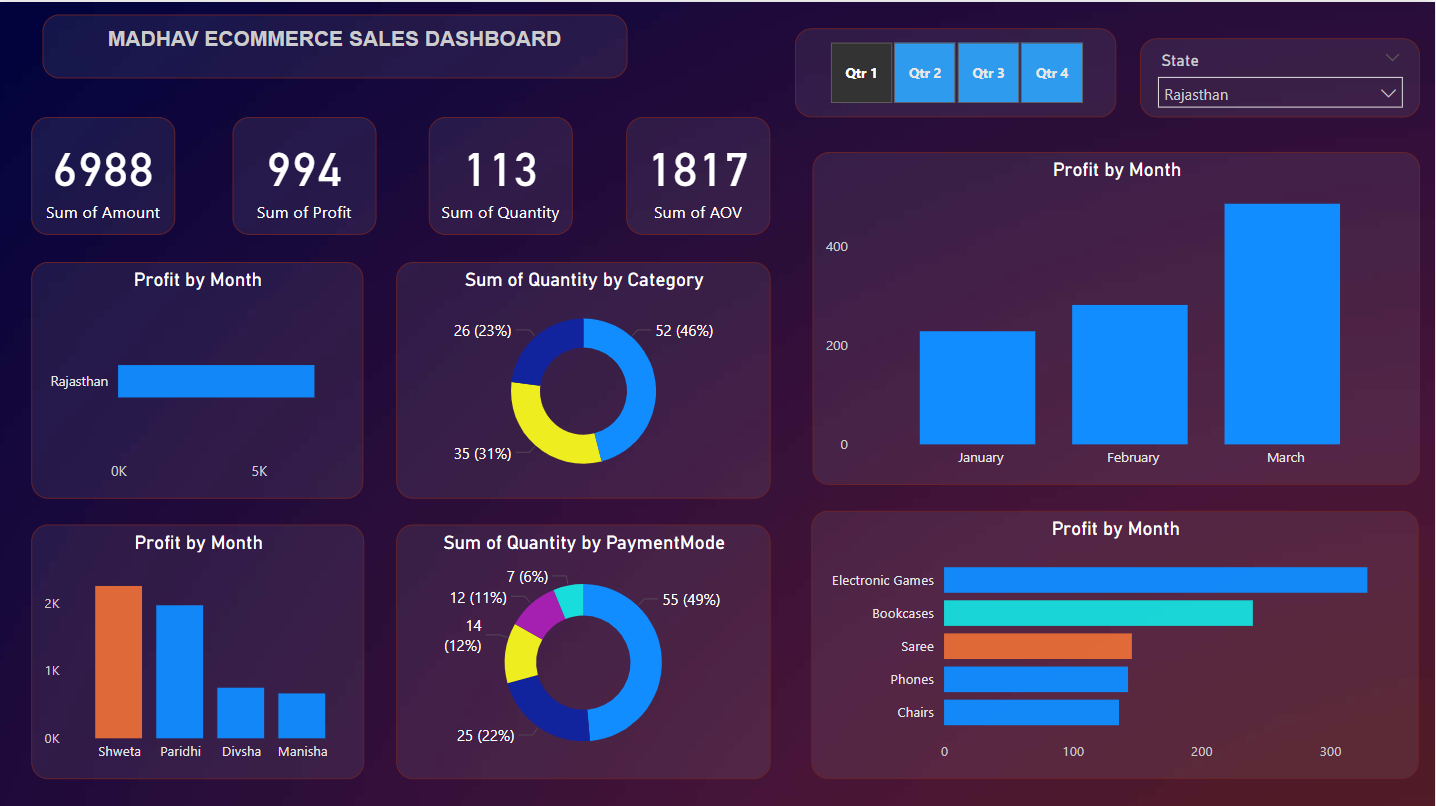 MADHAV ECOMMERCE SALES DASHBOARD
Qtr 1
Qtr 2
Qtr 3
Qtr 4
State
Rajasthan
6988
Sum of Amount
994
Sum of Profit
113
Sum of Quantity
1817
Sum of AOV
Profit by Month
Rajasthan
0K
5K
Sum of Quantity by Category
26 (23%)
52 (46%)
35 (31%)
Profit by Month
400
200
0
January
February
March
Profit by Month
2K
1K
0K
Shweta
Paridhi
Divsha
Manisha
Sum of Quantity by PaymentMode
7 (6%)
12 (11%)
14
(12%)
55 (49%)
25 (22%)
Profit by Month
Electronic Games
Bookcases
Saree
Phones
Chairs
0
100
200
300